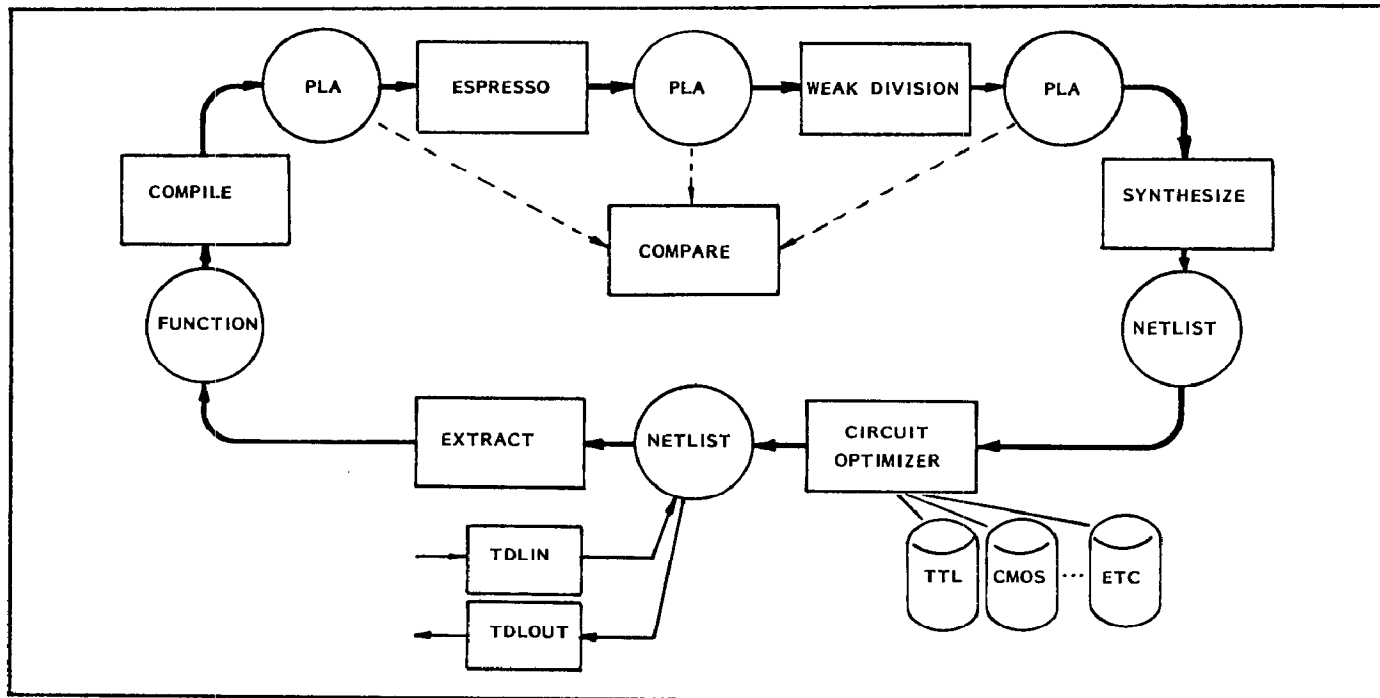 PLA
ESPRESSO
PLA
WEAK DIVISION
PLA
COMPILE
SYNTHESIZE
COMPARE
FUNCTION
NETLIST
EXTRACT
NETLIST
CIRCUIT
OPTIMIZER
TDLIN
TTL
CMOS
...
ETC
TDLOUT